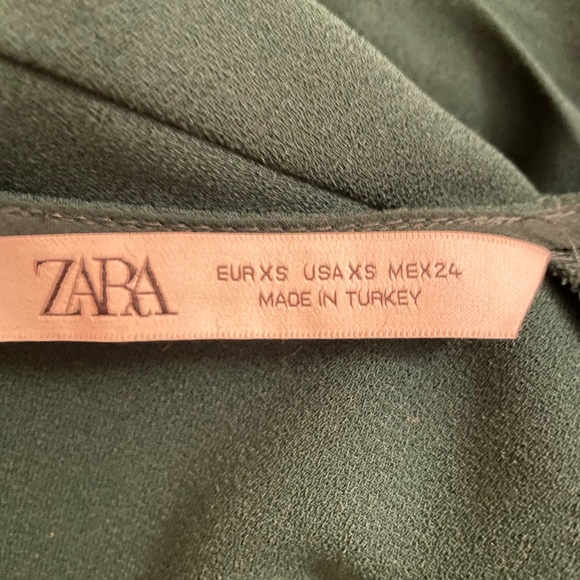 ZARA
EUR XS USA XS MEX 24
MADE IN TURKEY